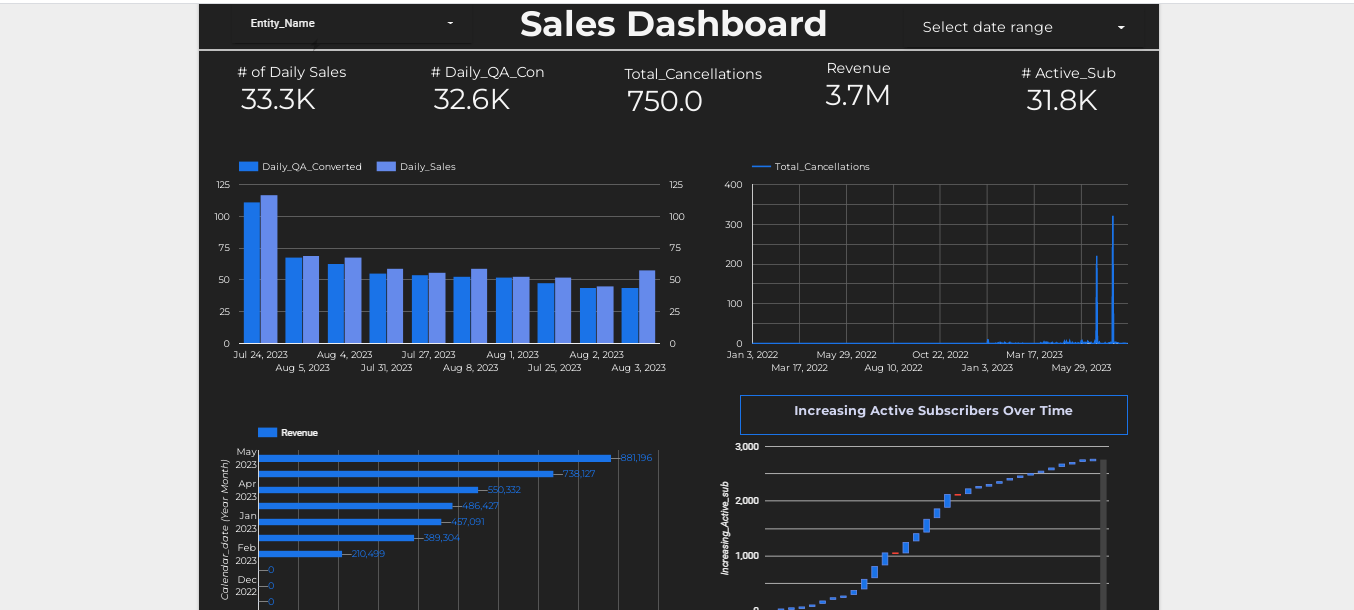 Entity_Name
Sales Dashboard
Select date range
# of Daily Sales
33.3K
# Daily_QA_Con
32.6K
Total_Cancellations
750.0
Revenue
3.7M
# Active_Sub
31.8K
Daily_QA_Converted
Daily_Sales
125
100
75
50
25
0
125
100
75
50
25
0
Jul 24, 2023
Aug 5, 2023
Aug 4, 2023
Jul 31, 2023
Jul 27, 2023
Aug 8, 2023
Aug 1, 2023
Jul 25, 2023
Aug 2, 2023
Aug 3, 2023
Total_Cancellations
400
300
200
100
0
Jan 3, 2022
Mar 17, 2022
May 29, 2022
Aug 10, 2022
Oct 22, 2022
Jan 3, 2023
Mar 17, 2023
May 29, 2023
Revenue
Calendar_date (Year Month)
May
2023
Apr
2023
Jan
2023
Feb
2023
Dec
2022
881,196
738,127
550,332
486,427
457,091
389,304
210,499
0
0
0
Increasing Active Subscribers Over Time
Increasing_Active_sub
3,000
2,000
1,000
0